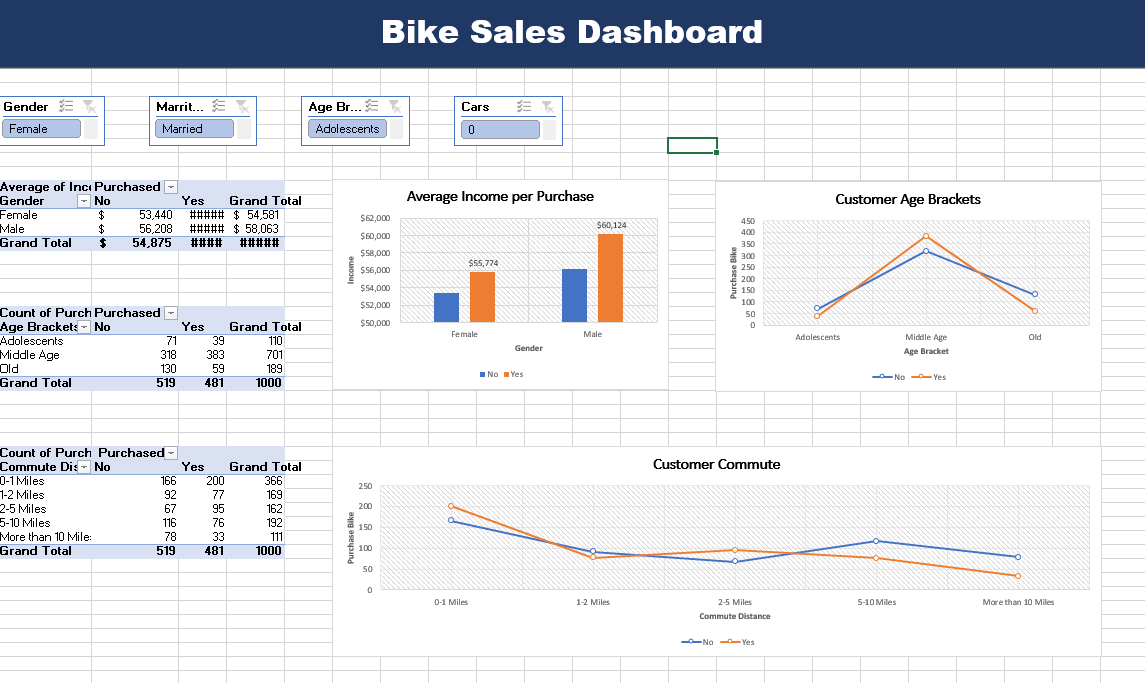 Bike Sales Dashboard
Gender
Female
Marrit...
Married
Age Br...
Adolescents
Cars
0
Average of Inc Purchased
Gender No Yes Grand Total
Female $ 53,440 ##### $ 54,581
Male $ 56,208 ##### $ 58,063
Grand Total $ 54,875 #### #####
Average Income per Purchase
$62,000
$60,000
$58,000
$56,000
$54,000
$52,000
$50,000
Income
$55,774
$60,124
Female Male
Gender
No Yes
Customer Age Brackets
450
400
350
300
250
200
150
100
50
0
Purchase Bike
Adolescents Middle Age Old
Age Bracket
No Yes
Count of Purch Purchased
Age Brackets No Yes Grand Total
Adolescents 71 39 110
Middle Age 318 383 701
Old 130 59 189
Grand Total 519 481 1000
Count of Purch Purchased
Commute Dis No Yes Grand Total
0-1 Miles 166 200 366
1-2 Miles 92 77 169
2-5 Miles 67 95 162
5-10 Miles 116 76 192
More than 10 Mile: 78 33 111
Grand Total 519 481 1000
Customer Commute
250
200
150
100
50
0
Purchase Bike
0-1 Miles 1-2 Miles 2-5 Miles 5-10 Miles More than 10 Miles
Commute Distance
No Yes